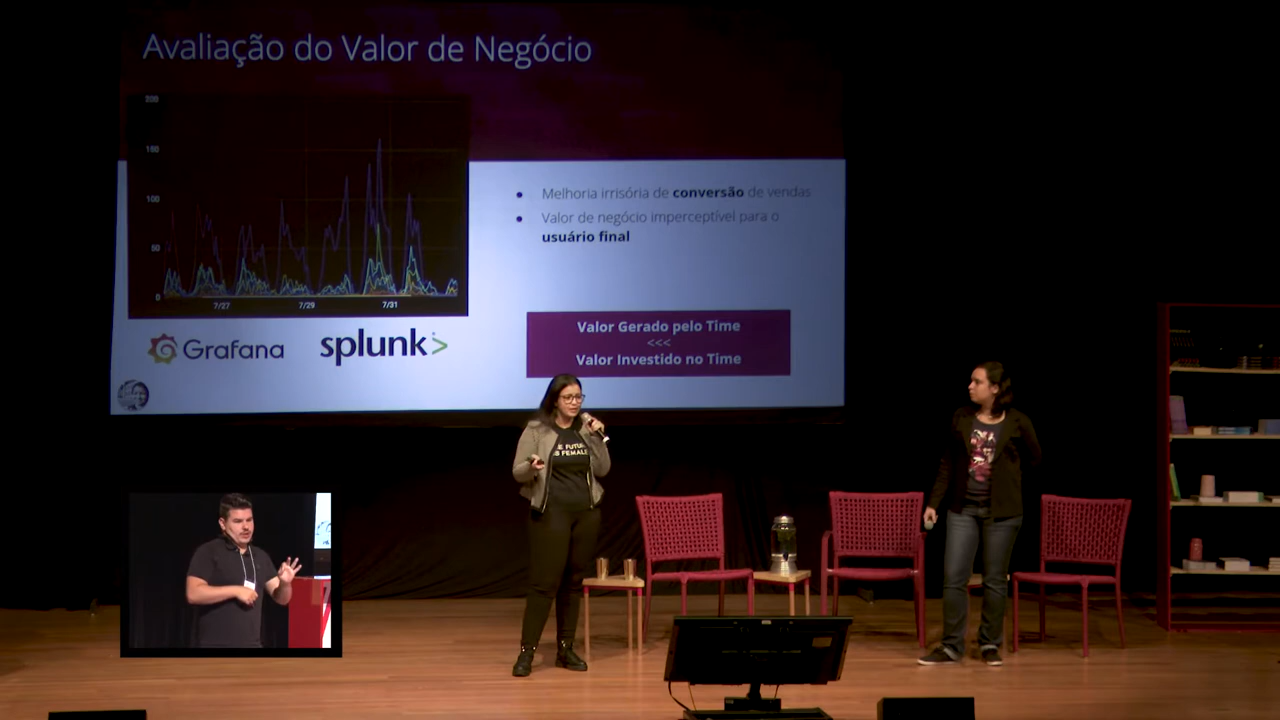 Avaliação do Valor de Negócio
200
150
100
50
0
7/27
7/29
7/31
Grafana
splunk>
• Melhoria irrisória de conversão de vendas
• Valor de negócio imperceptível para o
usuário final
Valor Gerado pelo Time
<<<
Valor Investido no Time
FUTU
FEMALE